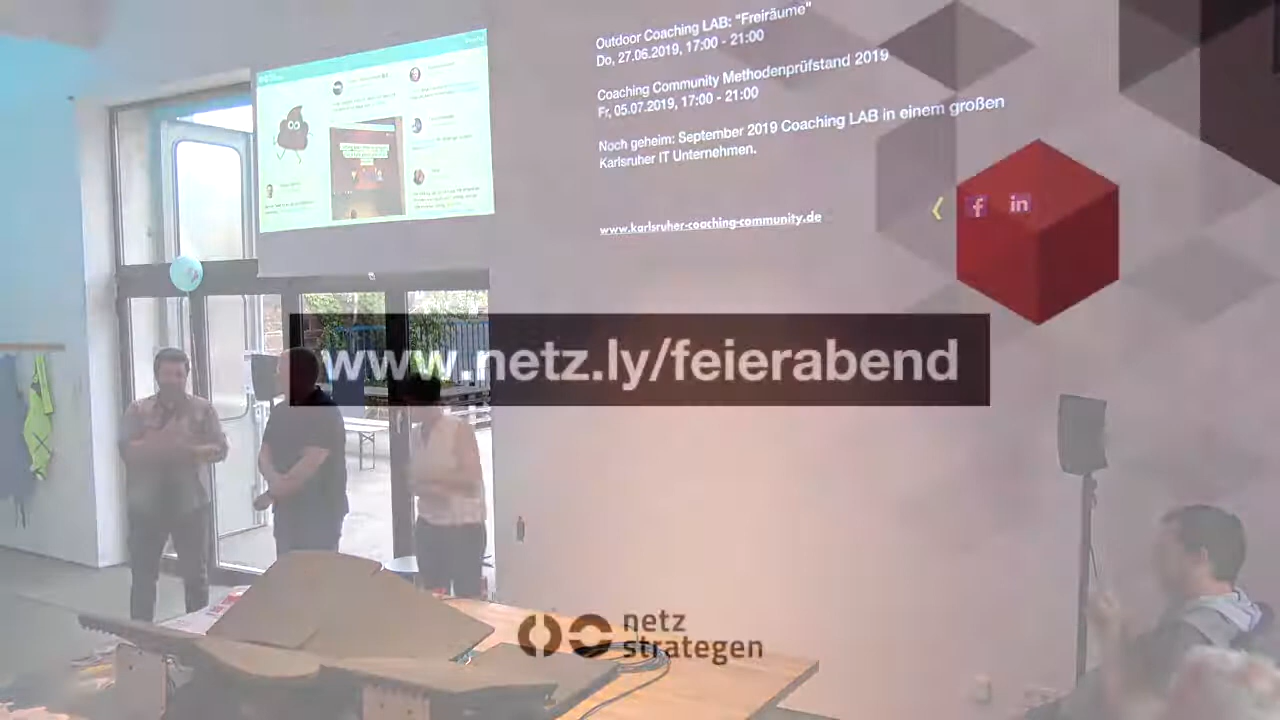 Outdoor Coaching LAB: "Freiräume"
Do, 27.06.2019, 17:00 - 21:00
Coaching Community Methodenprüfstand 2019
Fr, 05.07.2019, 17:00 - 21:00
Noch geheim: September 2019 Coaching LAB in einem großen
Karlsruher IT Unternehmen.
www.karlsruher-coaching-community.de
f in
www.netz.ly/feierabend
netz
strategen